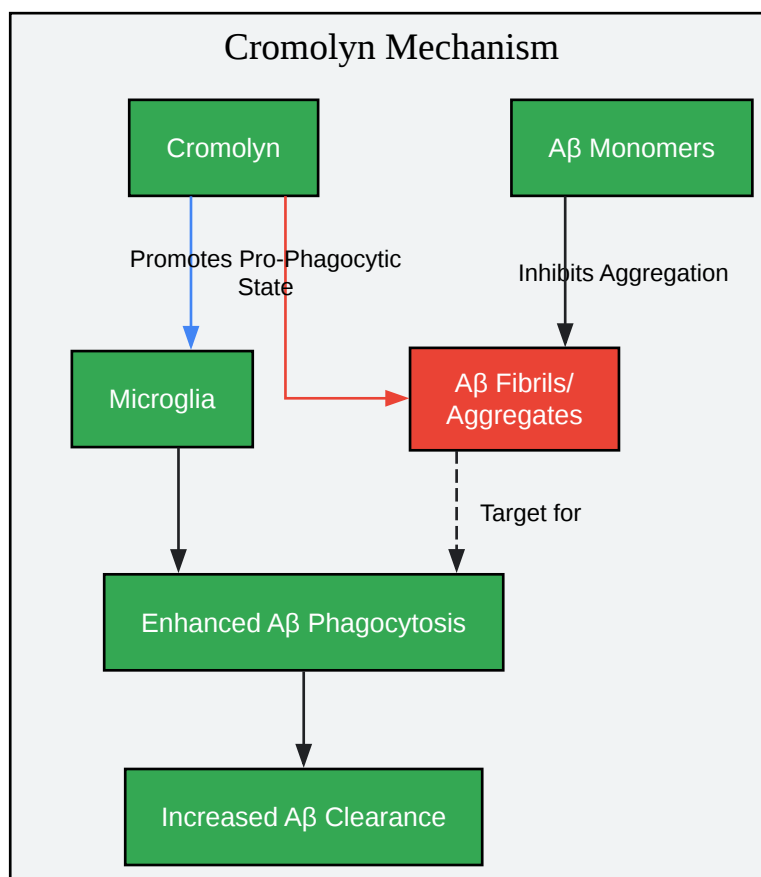 Cromolyn Mechanism
Cromolyn
Aβ Monomers
Promotes Pro-Phagocytic
State
Inhibits Aggregation
Microglia
Aβ Fibrils/
Aggregates
Target for
Enhanced Aβ Phagocytosis
Increased Aβ Clearance